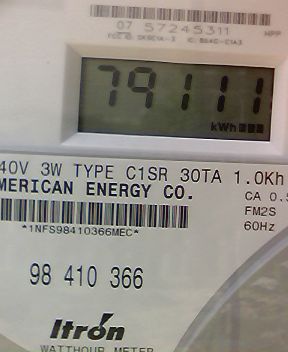 07 57245311
79111
kWh
40V 3W TYPE C1SR 30TA 1.0Kh
MERICAN ENERGY CO.
CA 0.5
FM2S
*1NFS98410366MEC*
60Hz
98 410 366
Itrón
WATTHOUR METER